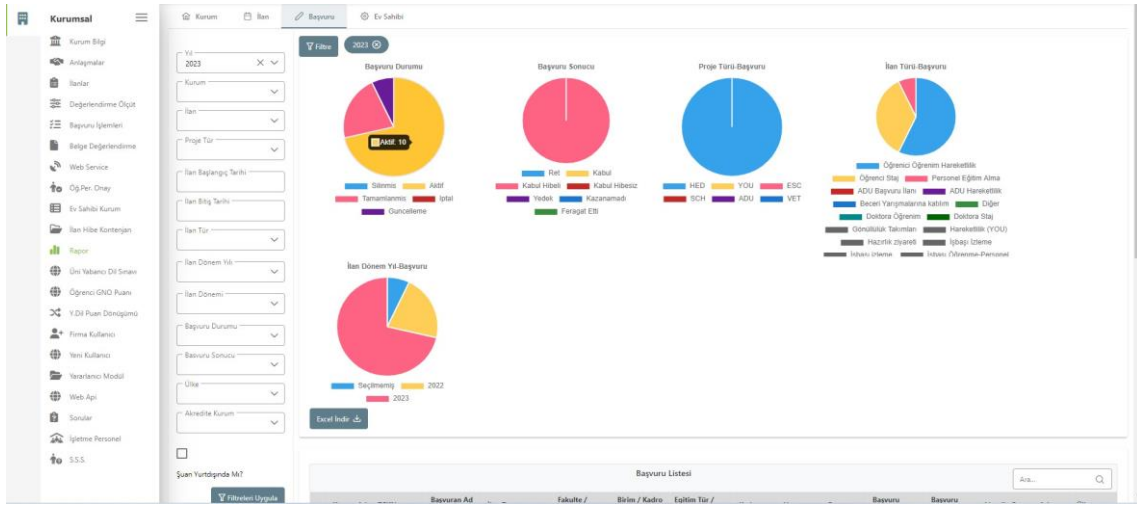 Kurumsal
Kurum Bilgi
Anlaşmalar
İlanlar
Değerlendirme Ölçüt
Başvuru İşlemleri
Belge Değerlendirme
Web Service
Öğ.Per. Onay
Ev Sahibi Kurum
İlan Hibe Kontenjan
Rapor
Üni Yabancı Dil Sınavı
Öğrenci GNO Puanı
Y.Dil Puan Dönüşümü
Firma Kullanıcı
Yeni Kullanıcı
Yararlanıcı Modül
Web Api
Sorular
İşletme Personel
S.S.S
Kurum İlan Başvuru Ev Sahibi
Yıl
2023
Kurum
İlan
Proje Tür
İlan Başlangıç Tarihi
İlan Bitiş Tarihi
İlan Tür
İlan Dönem Yılı
İlan Dönemi
Başvuru Durumu
Başvuru Sonucu
Ülke
Akredite Kurum
Şuan Yurtdışında Mı?
Filtreleri Uygula
Filtre 2023
Başvuru Durumu
Aktif: 10
Silinmiş Aktif
Tamamlanmış İptal
Guncelleme
Başvuru Sonucu
Ret Kabul
Kabul Hibeli Kabul Hibesiz
Yedek Kazanamadı
Feragat Etti
Proje Türü-Başvuru
HED YOU ESC
SCH ADU VET
İlan Türü-Başvuru
Öğrenici Öğrenim Hareketlilik
Öğrenci Staj Personel Eğitim Alma
ADU Başvuru İlanı ADU Hareketlilik
Beceri Yarışmalarına katılım Diğer
Doktora Öğrenim Doktora Staj
Gönüllülük Takımları Hareketlilik (YOU)
Hazırlık ziyareti İşbaşı İzleme
İşbaşı izleme İşbaşı Öğrenme-Personel
İlan Dönem Yıl-Başvuru
Seçilmemiş 2022
2023
Excel İndir
Başvuru Listesi
Ara...
Başvuran Ad Fakulte / Birim / Kadro Egitim Tür / Başvuru Başvuru